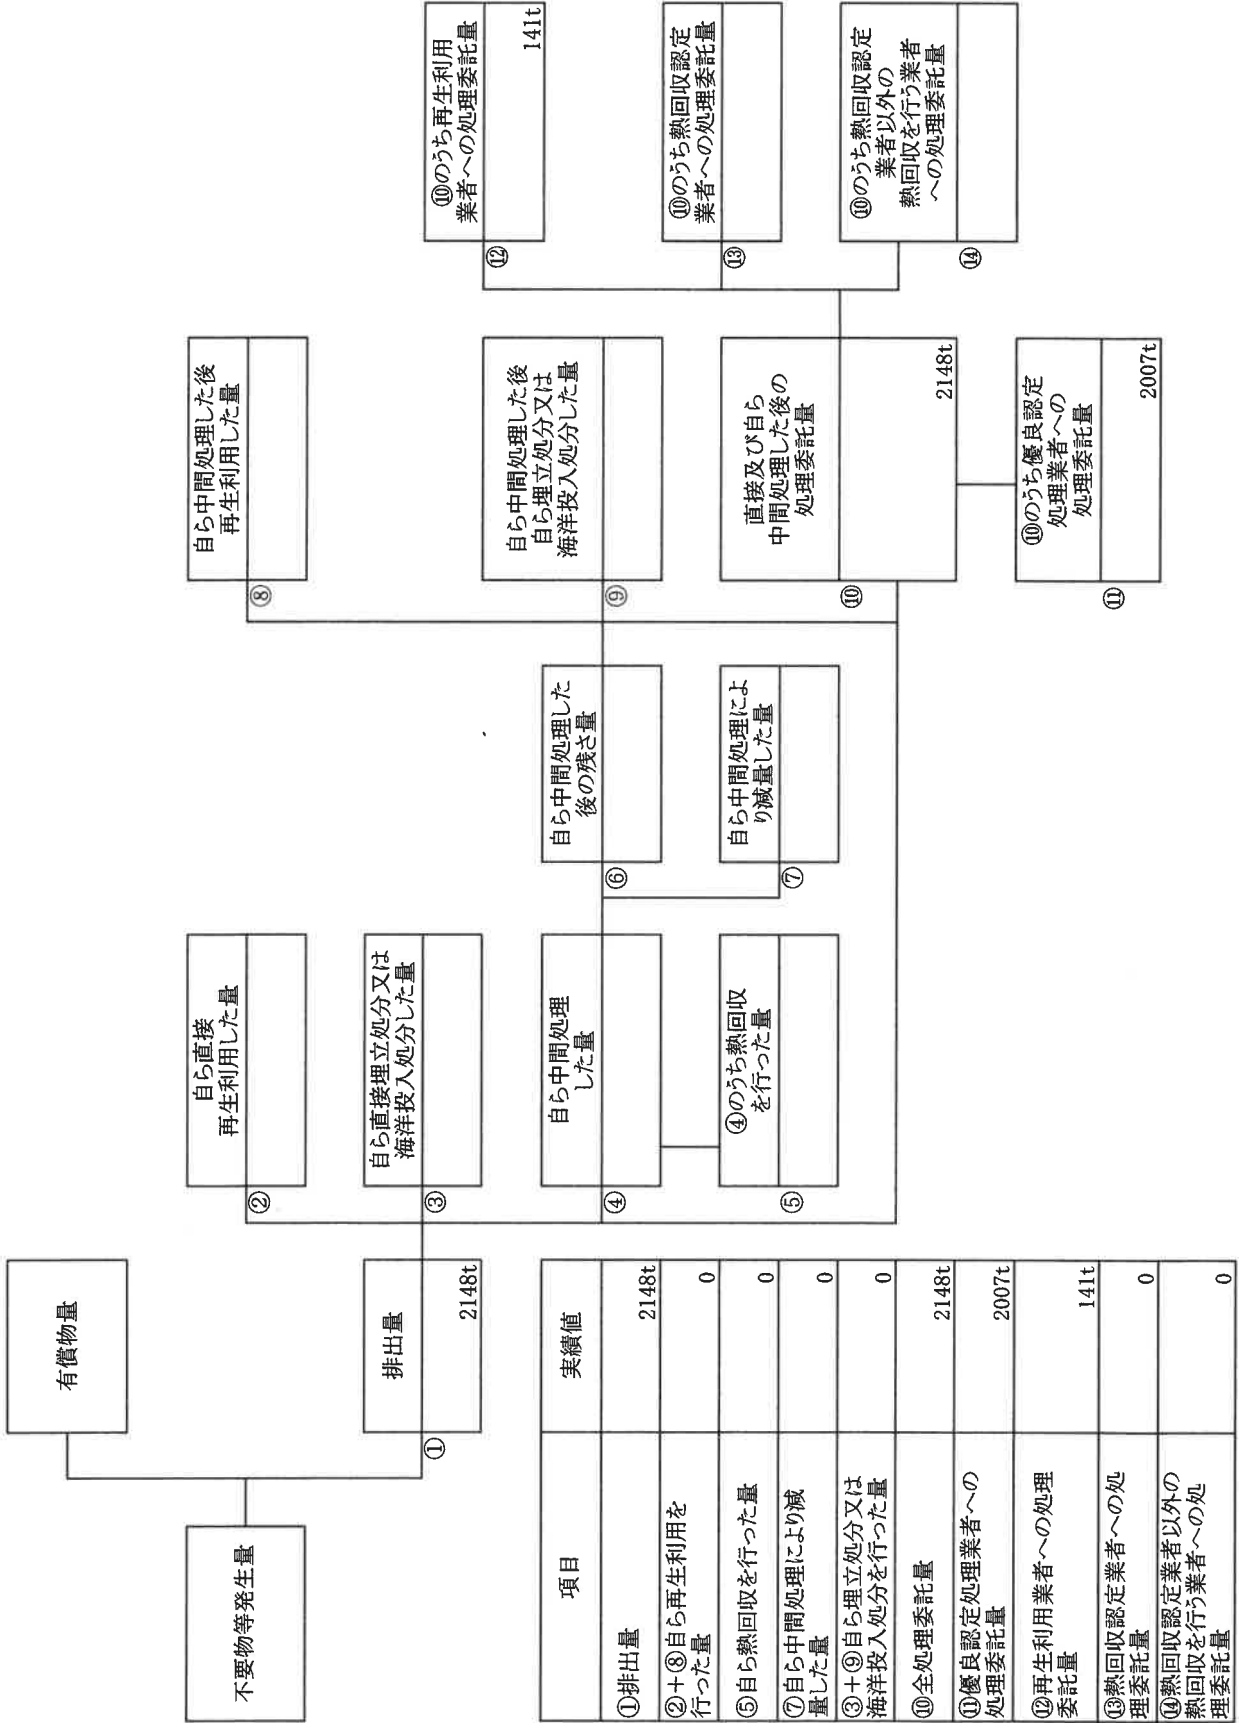 不要物等発生量
有償物量
①
排出量
2148t
②
自ら直接
再生利用した量
③
自ら直接埋立処分又は
海洋投入処分した量
④
自ら中間処理
した量
⑤
④のうち熱回収
を行った量
⑥
自ら中間処理した
後の残さ量
⑦
自ら中間処理によ
り減量した量
⑧
自ら中間処理した後
再生利用した量
⑨
自ら中間処理した後
自ら埋立処分又は
海洋投入処分した量
⑩
直接及び自ら
中間処理した後の
処理委託量
2148t
⑪
⑩のうち優良認定
処理業者への
処理委託量
2007t
⑫
⑩のうち再生利用
業者への処理委託量
141t
⑬
⑩のうち熱回収認定
業者への処理委託量
⑭
⑩のうち熱回収認定
業者以外の
熱回収を行う業者
への処理委託量
項目 実績値
①排出量 2148t
②+⑧自ら再生利用を
行った量 0
⑤自ら熱回収を行った量 0
⑦自ら中間処理により減
量した量 0
③+⑨自ら埋立処分又は
海洋投入処分を行った量 0
⑩全処理委託量 2148t
⑪優良認定処理業者への
処理委託量 2007t
⑫再生利用業者への処理
委託量 141t
⑬熱回収認定業者への処
理委託量 0
⑭熱回収認定業者以外の
熱回収を行う業者への処
理委託量 0